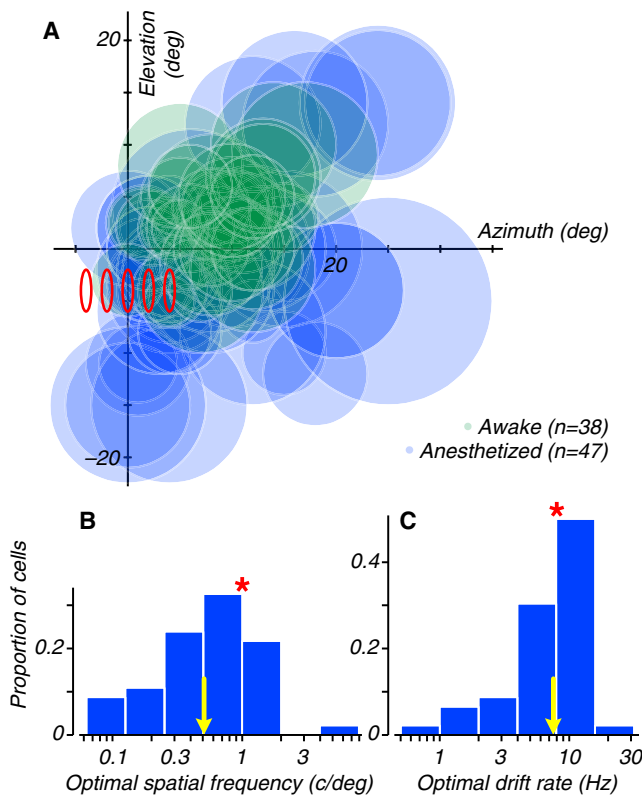 A
20
Elevation
(deg)
Azimuth (deg)
20
Awake (n=38)
Anesthetized (n=47)
–20
B
*
C
*
Proportion of cells
0.2
0
0.1
0.3
1
3
Optimal spatial frequency (c/deg)
0.4
0.2
0
1
3
10
30
Optimal drift rate (Hz)